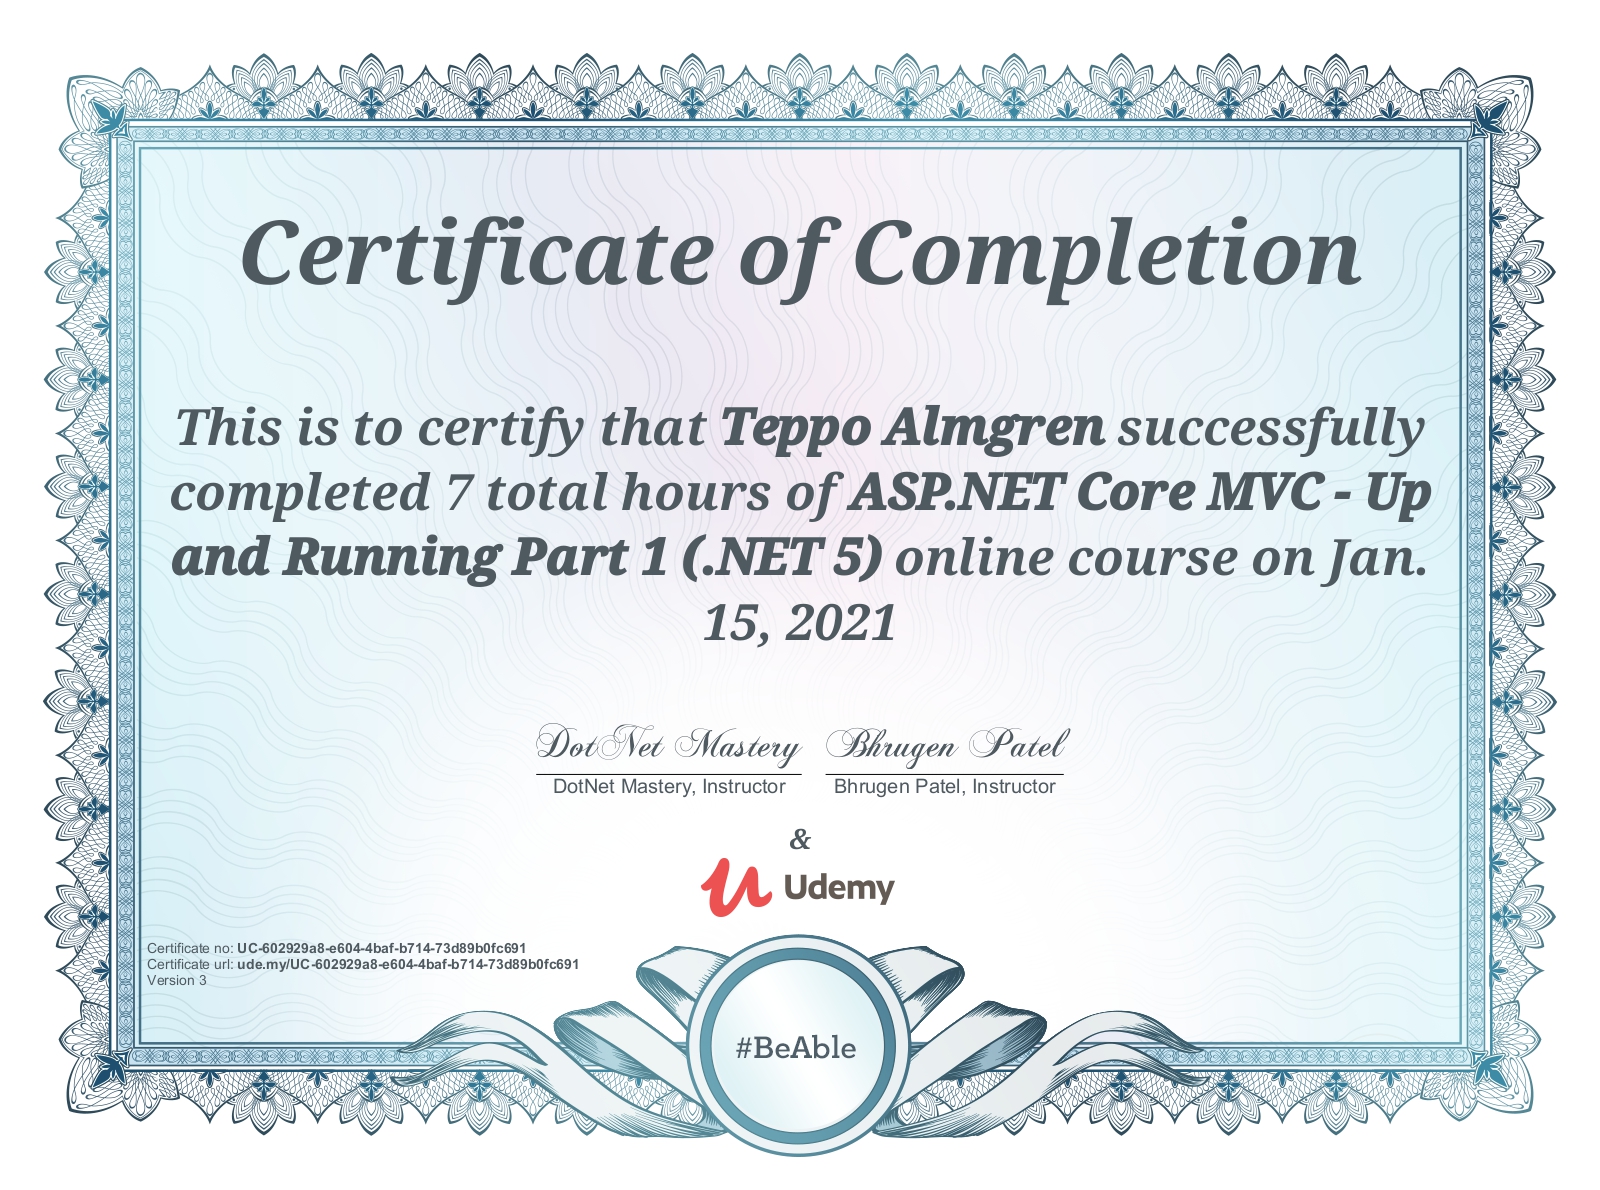 Certificate of Completion
This is to certify that Teppo Almgren successfully
completed 7 total hours of ASP.NET Core MVC - Up
and Running Part 1 (.NET 5) online course on Jan.
15, 2021
DotNet Mastery Bhrugen Patel
DotNet Mastery, Instructor Bhrugen Patel, Instructor
&
Udemy
Certificate no: UC-602929a8-e604-4baf-b714-73d89b0fc691
Certificate url: ude.my/UC-602929a8-e604-4baf-b714-73d89b0fc691
Version 3
#BeAble